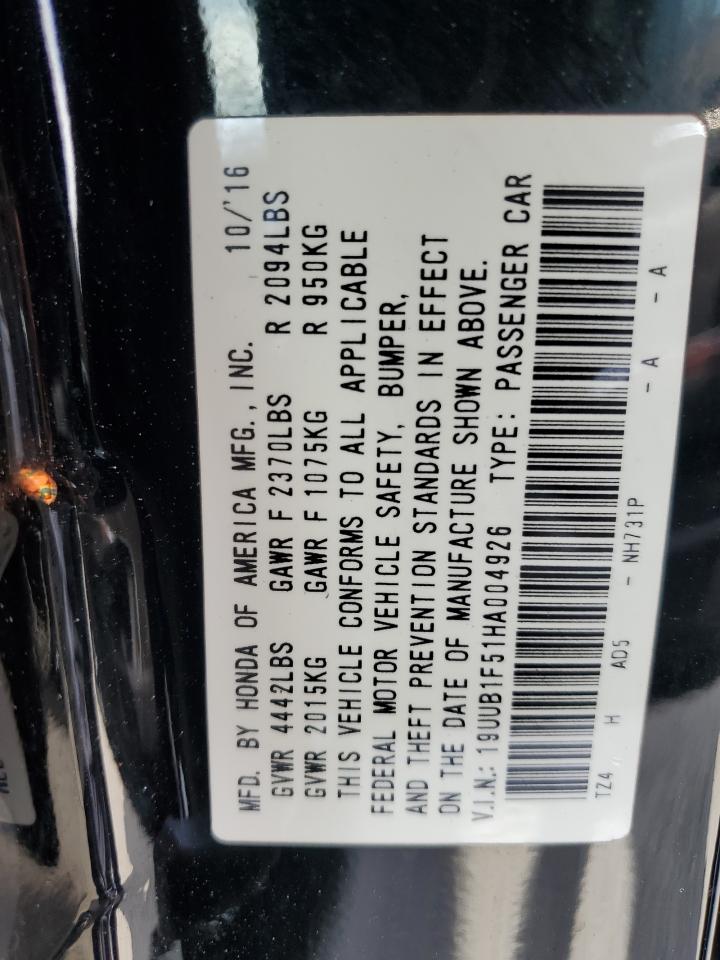 MFD. BY HONDA OF AMERICA MFG., INC. 10/'16
GVWR 4442LBS GAWR F 2370LBS R 2094LBS
GVWR 2015KG GAWR F 1075KG R 950KG
THIS VEHICLE CONFORMS TO ALL APPLICABLE
FEDERAL MOTOR VEHICLE SAFETY, BUMPER,
AND THEFT PREVENTION STANDARDS IN EFFECT
ON THE DATE OF MANUFACTURE SHOWN ABOVE.
V.I.N.: 19UUB1F51HA004926 TYPE: PASSENGER CAR
TZ4 H AD5 - NH731P - A - A